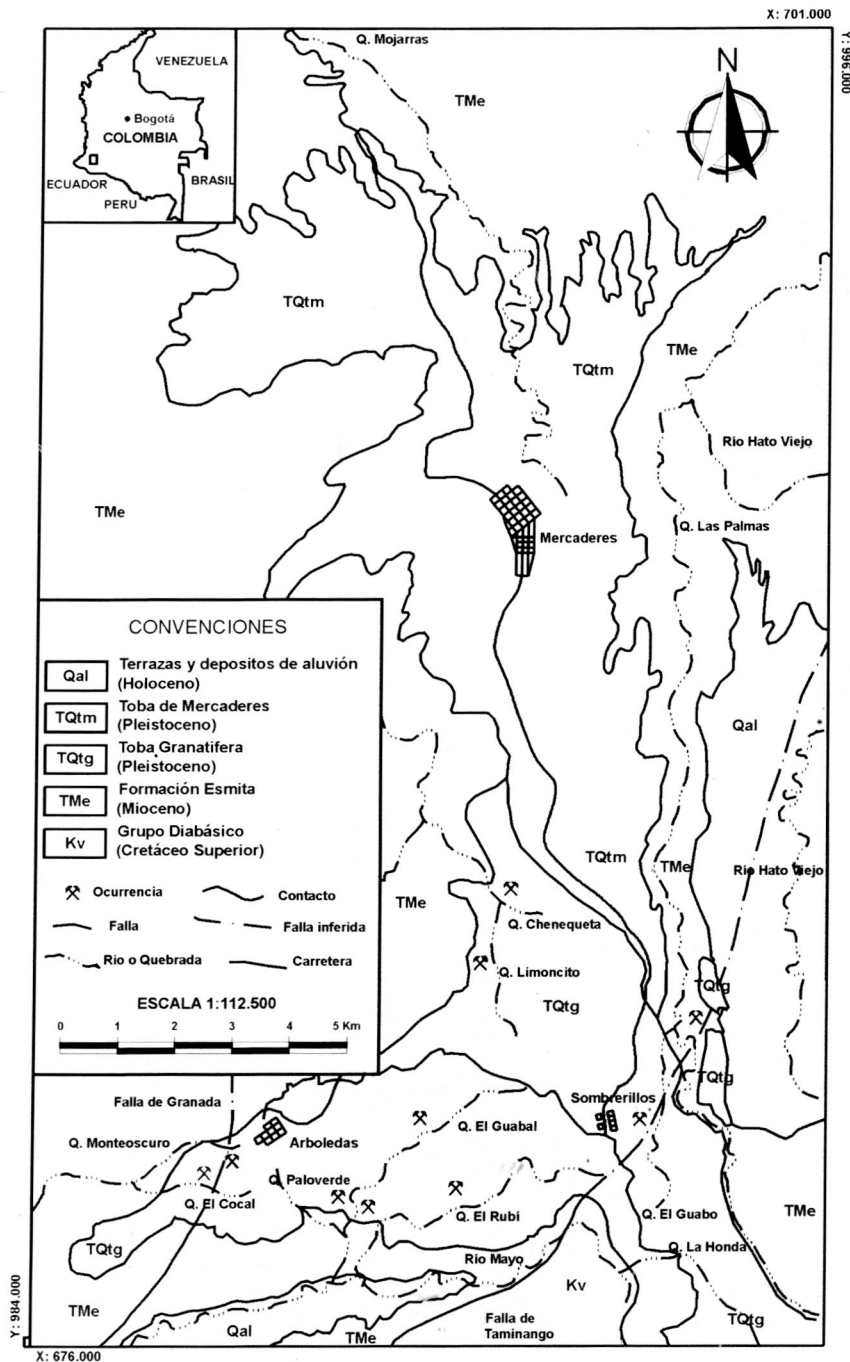 X: 701.000
Y: 996.000
Q. Mojarras
VENEZUELA
Bogotá
COLOMBIA
ECUADOR
BRASIL
PERU
TMe
N
TQtm
TMe
TQtm
Río Hato Viejo
TMe
Q. Las Palmas
Mercaderes
CONVENCIONES
Qal
Terrazas y depositos de aluvión
(Holoceno)
TQtm
Toba de Mercaderes
(Pleistoceno)
TQtg
Toba Granatifera
(Pleistoceno)
TMe
Formación Esmita
(Mioceno)
Kv
Grupo Diabásico
(Cretáceo Superior)
Ocurrencia
Contacto
Falla
Falla inferida
Rio o Quebrada
Carretera
ESCALA 1:112.500
0 1 2 3 4 5 Km
Qal
TQtm
TMe
Río Hato Viejo
TMe
Q. Chenequeta
Q. Limoncito
TQtg
TQtg
TQtg
Falla de Granada
Sombrerillos
Q. Monteoscuro
Arboledas
Q. El Guabal
Q. Paloverde
Q. El Cocal
Q. El Rubí
Q. El Guabo
TMe
TQtg
Río Mayo
Q. La Honda
Kv
TMe
Qal
TMe
Falla de
Taminango
TQtg
Y: 984.000
X: 676.000